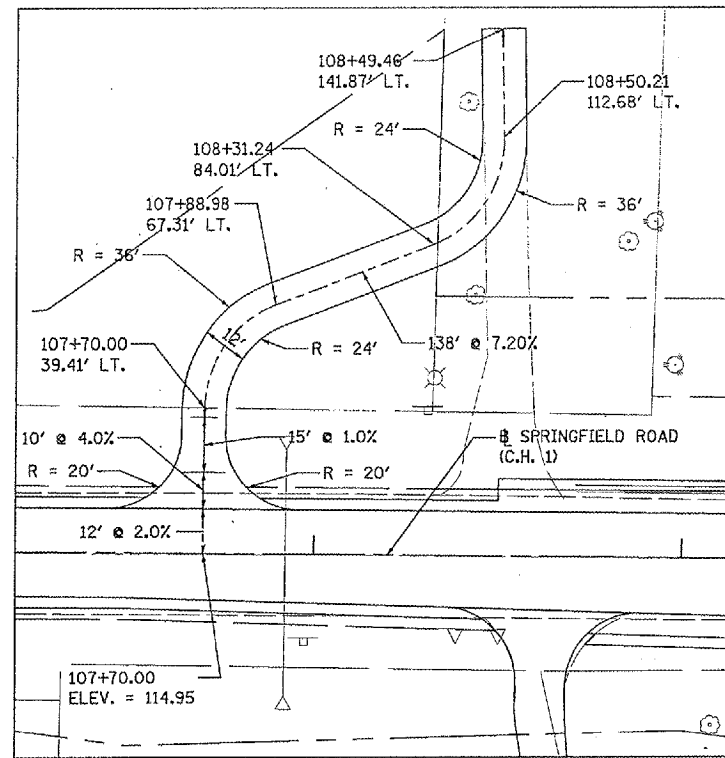 108+49.46
141.87' LT.
108+50.21
112.68' LT.
R = 24'
108+31.24
84.01' LT.
107+88.98
67.31' LT.
R = 36'
R = 36'
12'
107+70.00
39.41' LT.
R = 24'
138' @ 7.20%
10' @ 4.0%
15' @ 1.0%
℄ SPRINGFIELD ROAD
(C.H. 1)
R = 20'
R = 20'
12' @ 2.0%
107+70.00
ELEV. = 114.95